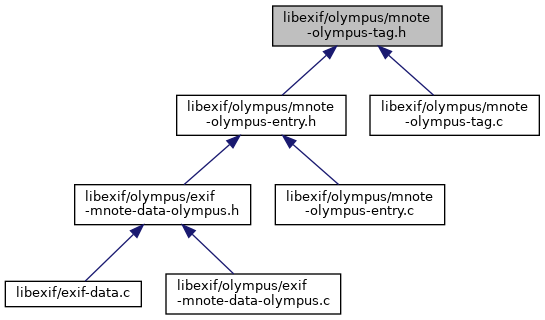 libexif/olympus/mnote
-olympus-tag.h
libexif/olympus/mnote
-olympus-entry.h
libexif/olympus/mnote
-olympus-tag.c
libexif/olympus/exif
-mnote-data-olympus.h
libexif/olympus/mnote
-olympus-entry.c
libexif/exif-data.c
libexif/olympus/exif
-mnote-data-olympus.c